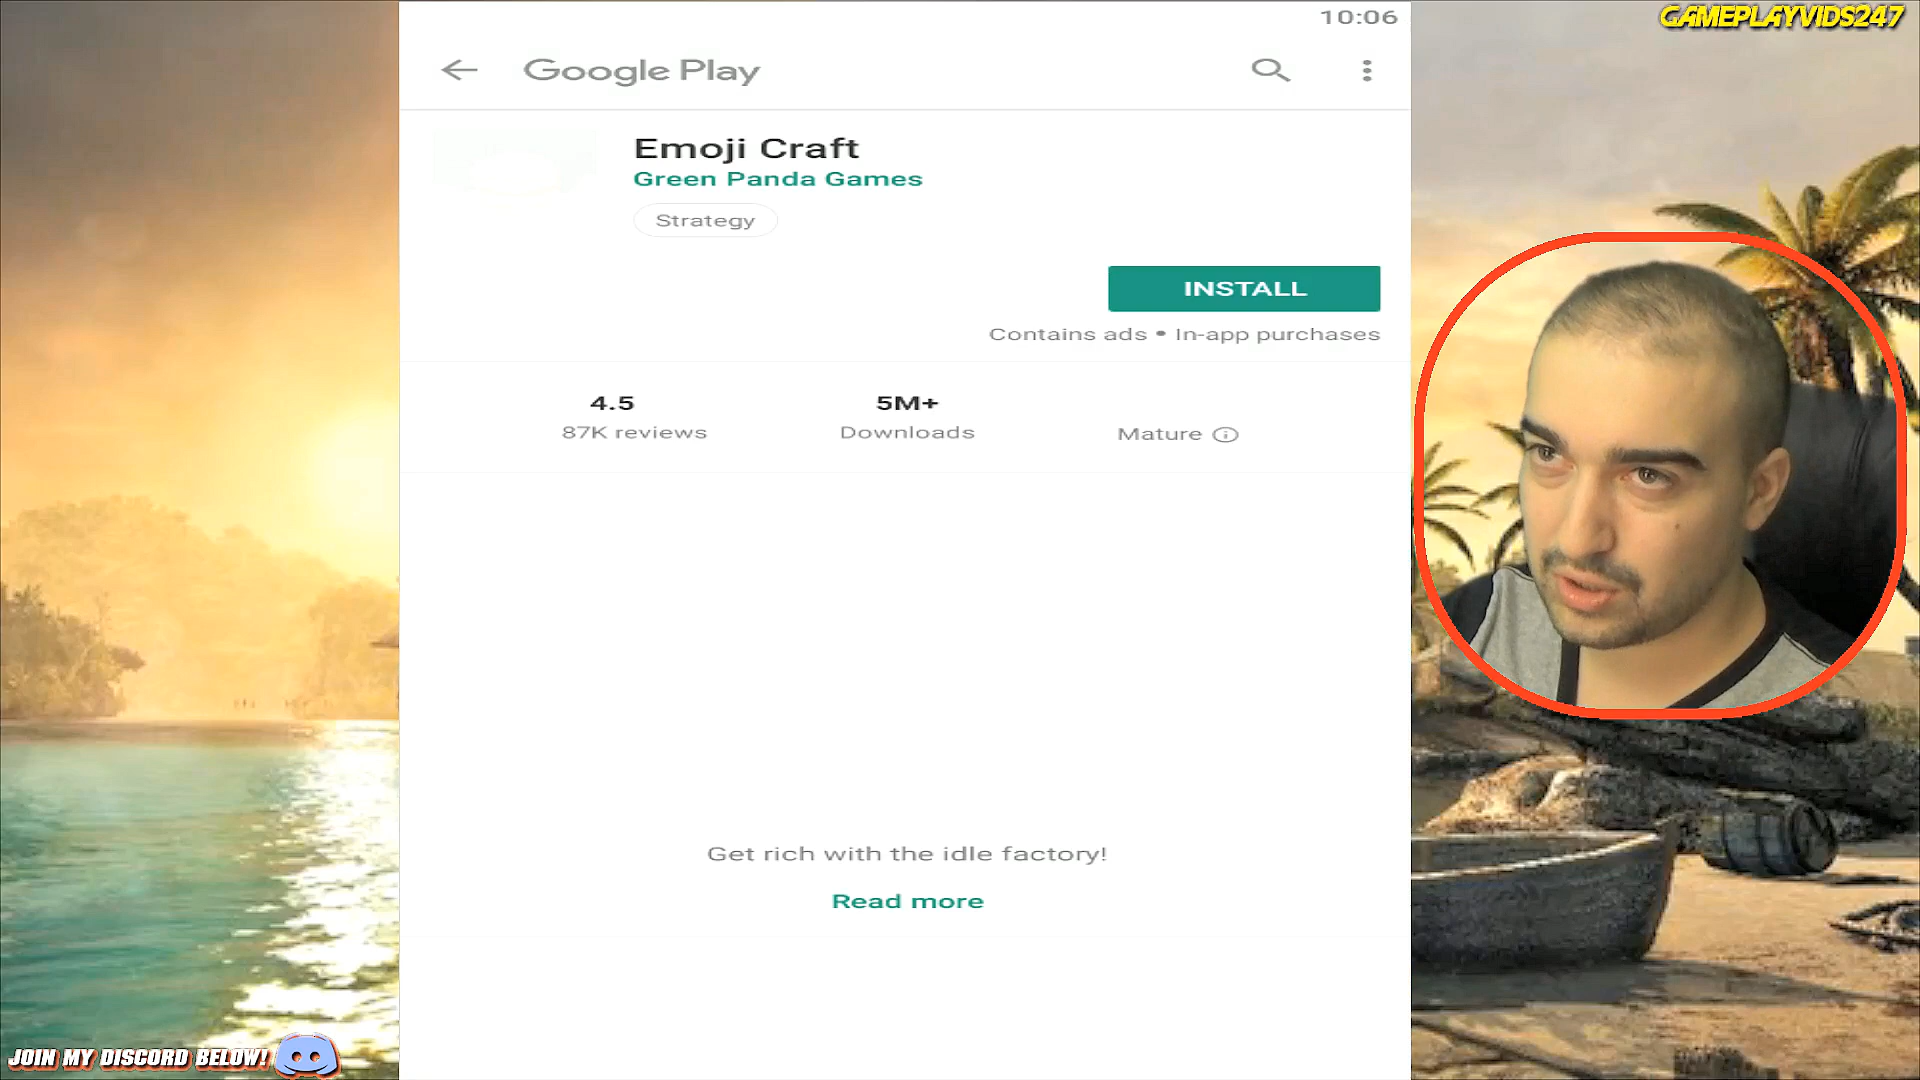 10:06
GAMEPLAYVIDS247
Google Play
Emoji Craft
Green Panda Games
Strategy
INSTALL
Contains ads • In-app purchases
4.5
87K reviews
5M+
Downloads
Mature
Get rich with the idle factory!
Read more
JOIN MY DISCORD BELOW!